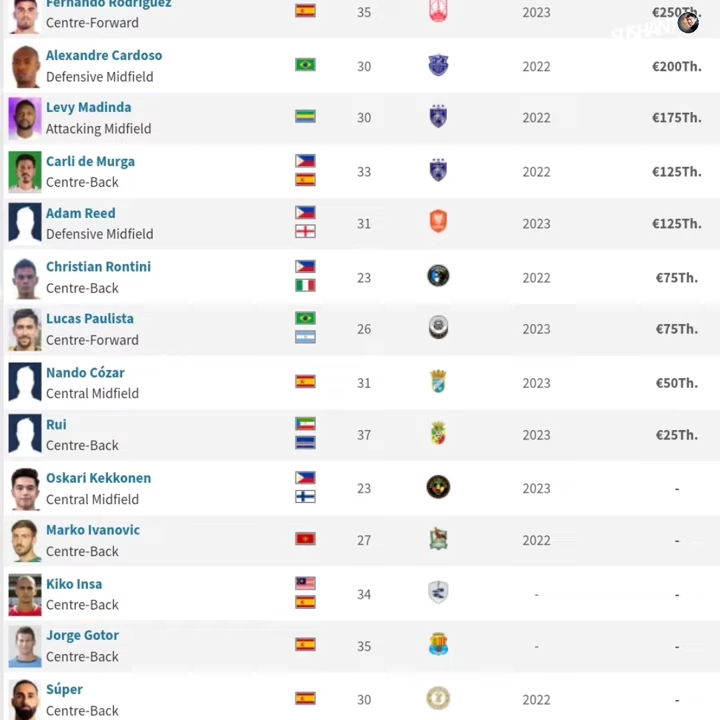 Fernando Rodríguez
Centre-Forward 35 2023 €250Th.
Alexandre Cardoso
Defensive Midfield 30 2022 €200Th.
Levy Madinda
Attacking Midfield 30 2022 €175Th.
Carli de Murga
Centre-Back 33 2022 €125Th.
Adam Reed
Defensive Midfield 31 2023 €125Th.
Christian Rontini
Centre-Back 23 2022 €75Th.
Lucas Paulista
Centre-Forward 26 2023 €75Th.
Nando Cózar
Central Midfield 31 2023 €50Th.
Rui
Centre-Back 37 2023 €25Th.
Oskari Kekkonen
Central Midfield 23 2023 -
Marko Ivanovic
Centre-Back 27 2022 -
Kiko Insa
Centre-Back 34 - -
Jorge Gotor
Centre-Back 35 - -
Súper
Centre-Back 30 2022 -